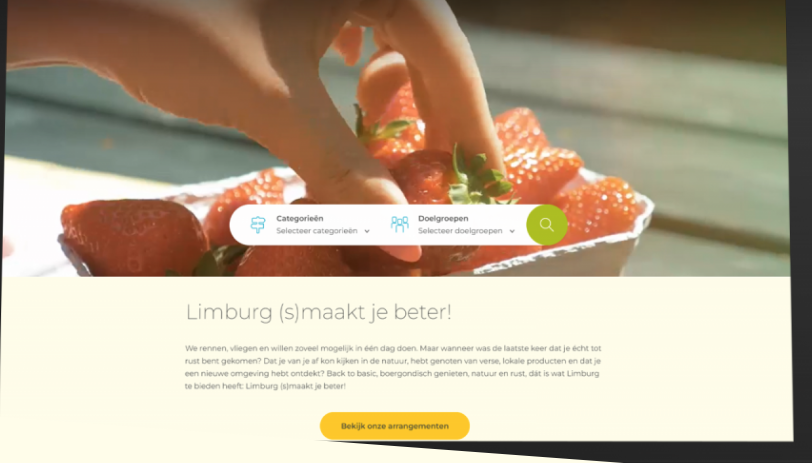 Categorieën
Selecteer categorieën
Doelgroepen
Selecteer doelgroepen
Limburg (s)maakt je beter!
We rennen, vliegen en willen zoveel mogelijk in één dag doen. Maar wanneer was de laatste keer dat je écht tot
rust bent gekomen? Dat je van je af kon kijken in de natuur, hebt genoten van verse, lokale producten en dat je
een nieuwe omgeving hebt ontdekt? Back to basic, boergondisch genieten, natuur en rust, dát is wat Limburg
te bieden heeft: Limburg (s)maakt je beter!
Bekijk onze arrangementen